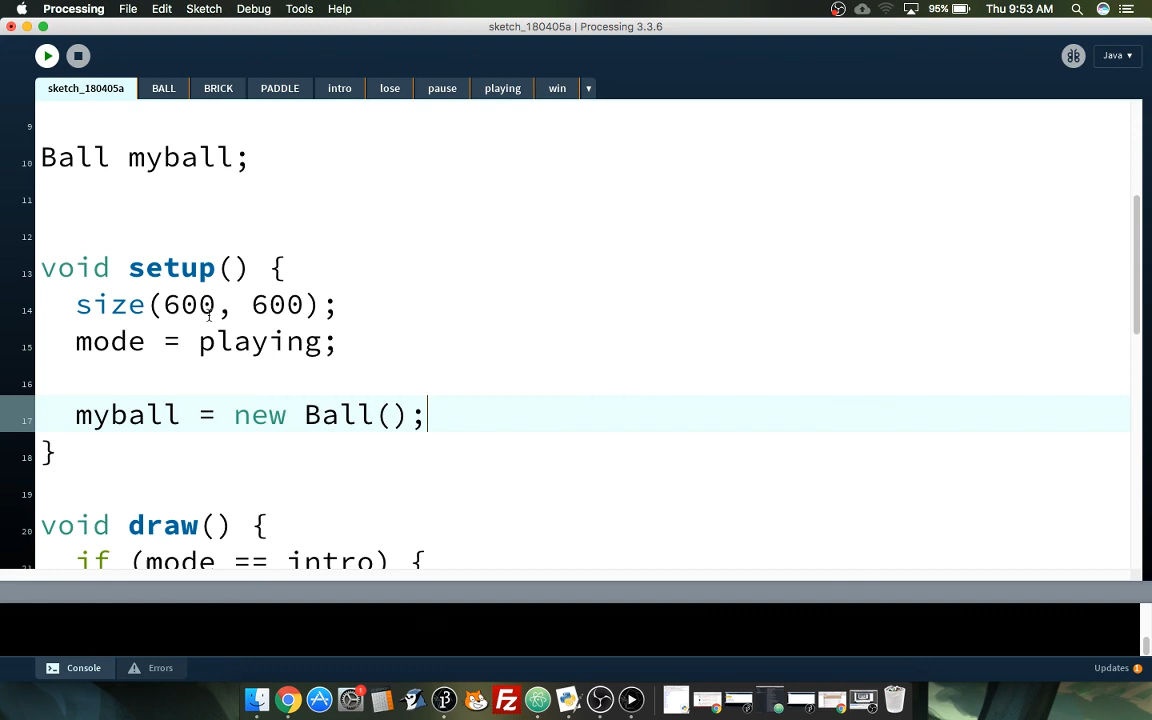 Processing File Edit Sketch Debug Tools Help 95% Thu 9:53 AM
sketch_180405a | Processing 3.3.6
Java ▾
sketch_180405a BALL BRICK PADDLE intro lose pause playing win ▾
9
10 Ball myball;
11
12
13 void setup() {
14 size(600, 600);
15 mode = playing;
16
17 myball = new Ball();
18 }
19
20 void draw() {
21 if (mode == intro) {
Console Errors Updates 1